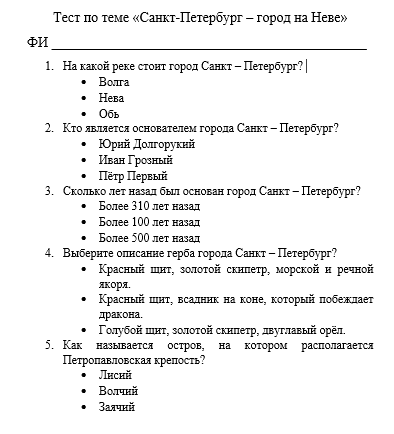 Тест по теме «Санкт-Петербург – город на Неве»
ФИ ________________________________________
1. На какой реке стоит город Санкт – Петербург?
• Волга
• Нева
• Обь
2. Кто является основателем города Санкт – Петербург?
• Юрий Долгорукий
• Иван Грозный
• Пётр Первый
3. Сколько лет назад был основан город Санкт – Петербург?
• Более 310 лет назад
• Более 100 лет назад
• Более 500 лет назад
4. Выберите описание герба города Санкт – Петербург?
• Красный щит, золотой скипетр, морской и речной
якоря.
• Красный щит, всадник на коне, который побеждает
дракона.
• Голубой щит, золотой скипетр, двуглавый орёл.
5. Как называется остров, на котором располагается
Петропавловская крепость?
• Лисий
• Волчий
• Заячий